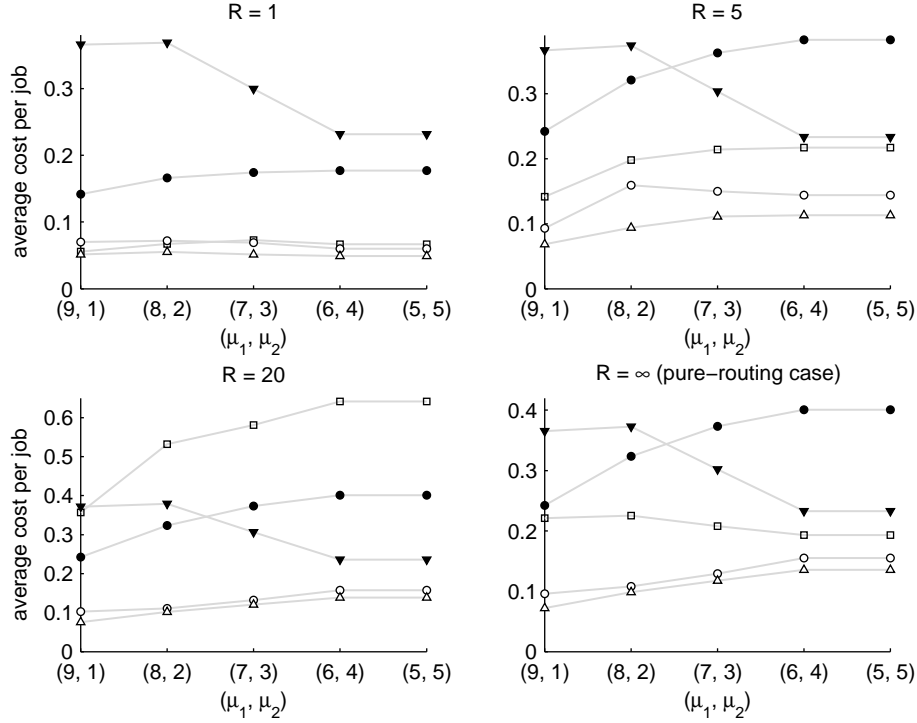 R = 1
average cost per job
0.3
0.2
0.1
0
(9, 1) (8, 2) (7, 3) (6, 4) (5, 5)
(μ1, μ2)
R = 5
0.3
0.2
0.1
0
(9, 1) (8, 2) (7, 3) (6, 4) (5, 5)
(μ1, μ2)
R = 20
average cost per job
0.6
0.5
0.4
0.3
0.2
0.1
0
(9, 1) (8, 2) (7, 3) (6, 4) (5, 5)
(μ1, μ2)
R = ∞ (pure−routing case)
0.4
0.3
0.2
0.1
0
(9, 1) (8, 2) (7, 3) (6, 4) (5, 5)
(μ1, μ2)